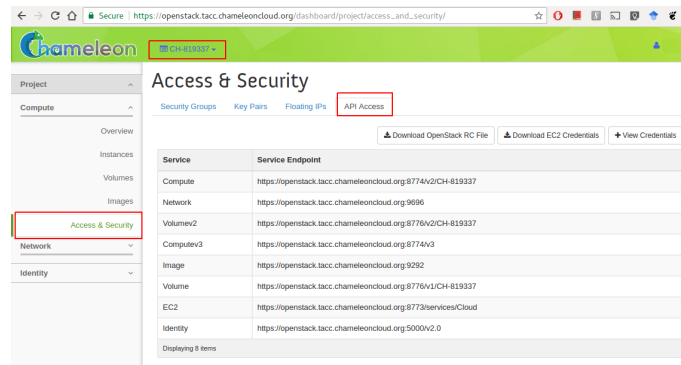 Secure https://openstack.tacc.chameleoncloud.org/dashboard/project/access_and_security/
Chameleon
CH-819337
Project
Compute
Overview
Instances
Volumes
Images
Access & Security
Network
Identity
Access & Security
Security Groups Key Pairs Floating IPs API Access
Download OpenStack RC File Download EC2 Credentials +View Credentials
Service Service Endpoint
Compute https://openstack.tacc.chameleoncloud.org:8774/v2/CH-819337
Network https://openstack.tacc.chameleoncloud.org:9696
Volumev2 https://openstack.tacc.chameleoncloud.org:8776/v2/CH-819337
Computev3 https://openstack.tacc.chameleoncloud.org:8774/v3
Image https://openstack.tacc.chameleoncloud.org:9292
Volume https://openstack.tacc.chameleoncloud.org:8776/v1/CH-819337
EC2 https://openstack.tacc.chameleoncloud.org:8773/services/Cloud
Identity https://openstack.tacc.chameleoncloud.org:5000/v2.0
Displaying 8 items